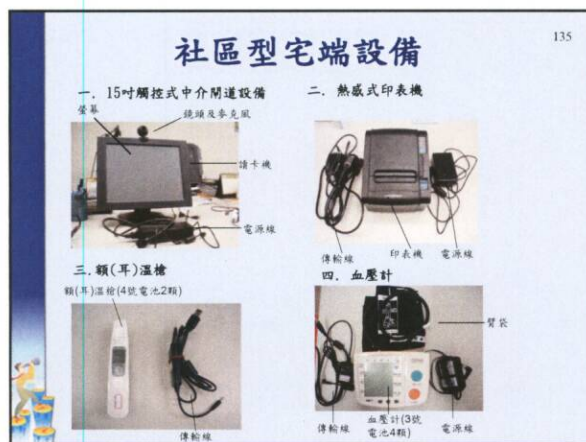 135
社區型宅端設備
一. 15吋觸控式中介閘道設備
螢幕
鏡頭及麥克風
讀卡機
電源線
二. 熱感式印表機
傳輸線
印表機
電源線
三.額(耳)溫槍
額(耳)溫槍(4號電池2顆)
傳輸線
四. 血壓計
臂袋
血壓計(3號
電池4顆)
傳輸線
電源線